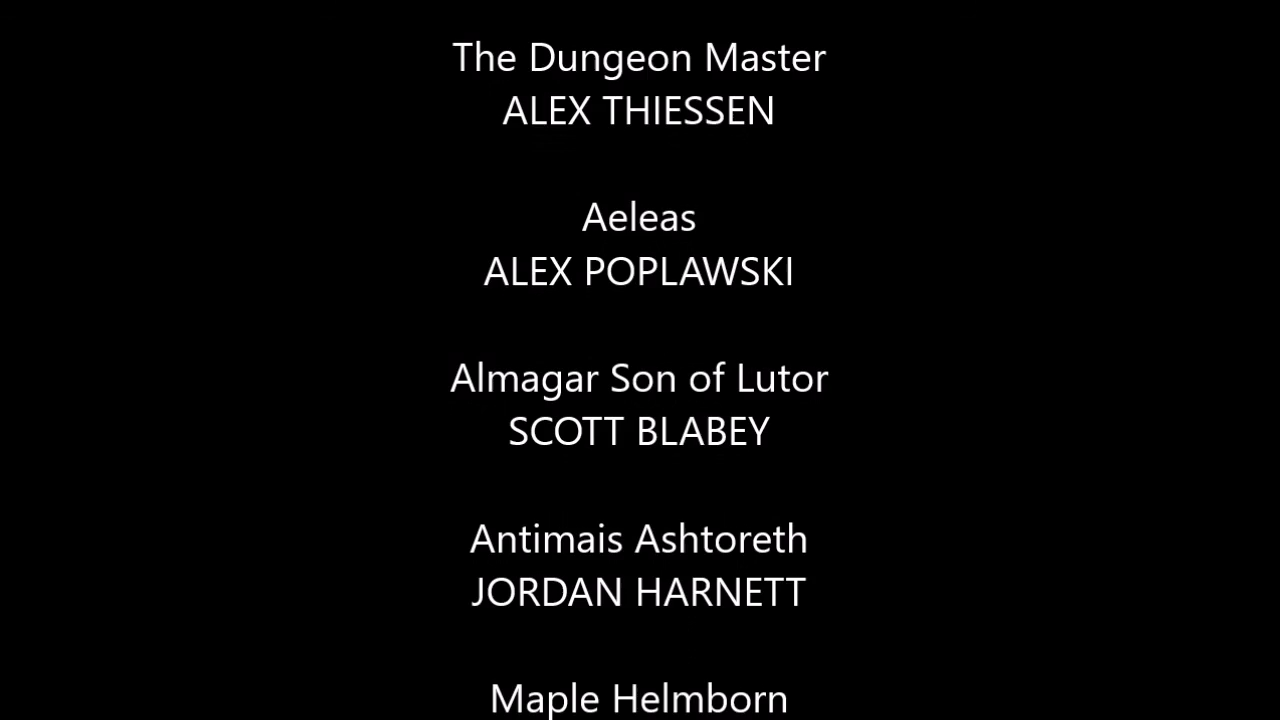 The Dungeon Master
ALEX THIESSEN
Aeleas
ALEX POPLAWSKI
Almagar Son of Lutor
SCOTT BLABEY
Antimais Ashtoreth
JORDAN HARNETT
Maple Helmborn